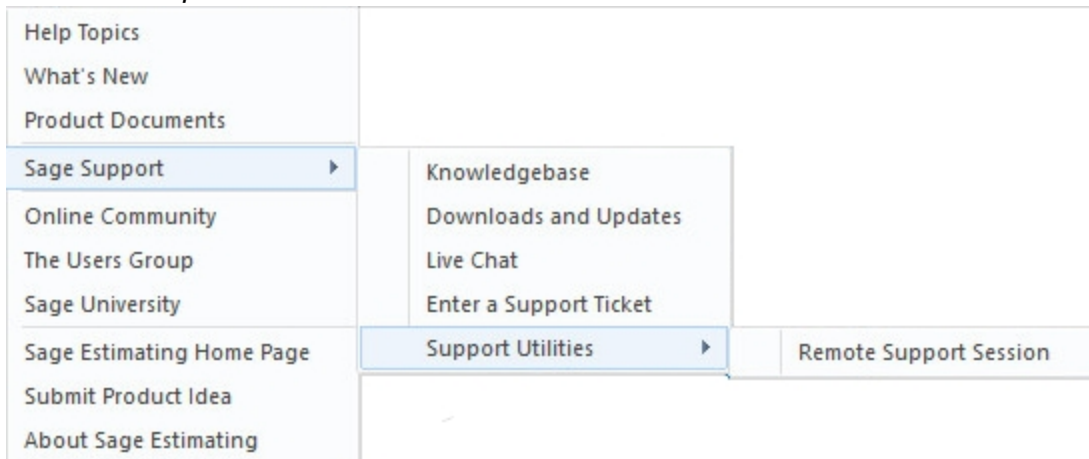 Help Topics
What's New
Product Documents
Sage Support
Knowledgebase
Online Community
Downloads and Updates
The Users Group
Live Chat
Sage University
Enter a Support Ticket
Sage Estimating Home Page
Support Utilities
Remote Support Session
Submit Product Idea
About Sage Estimating